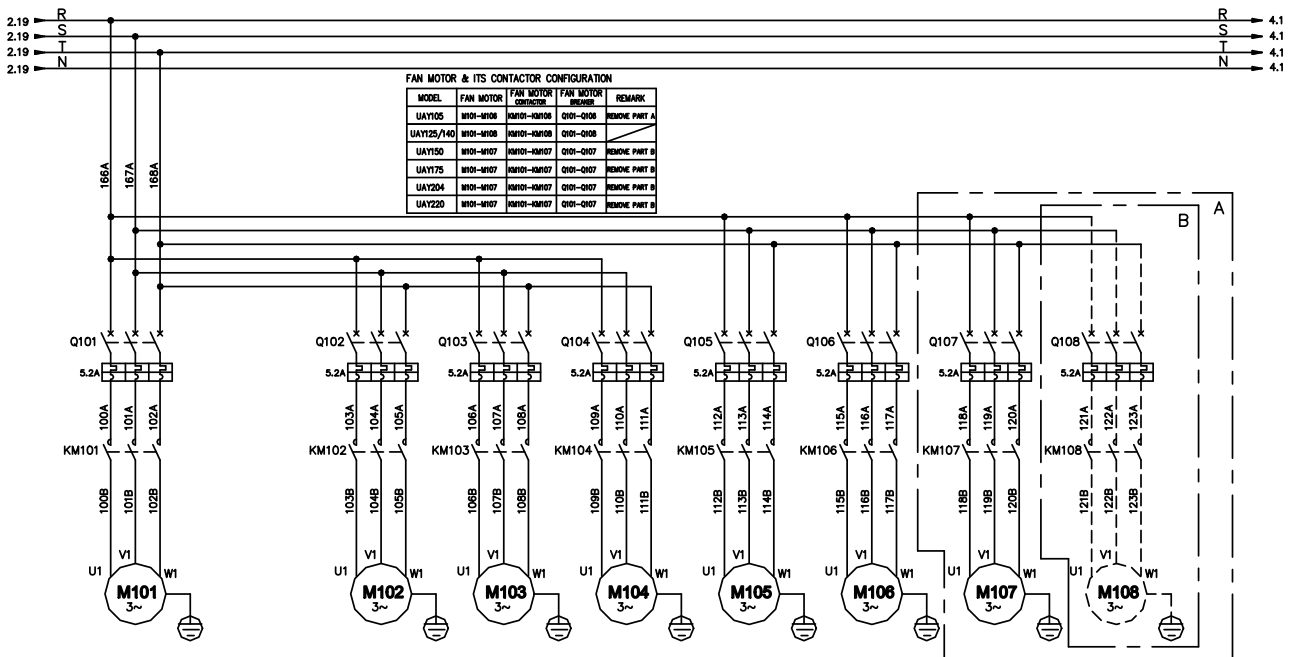 2.19 R R 4.1
2.19 S S 4.1
2.19 T T 4.1
2.19 N N 4.1
FAN MOTOR & ITS CONTACTOR CONFIGURATION
MODEL FAN MOTOR FAN MOTOR CONTACTOR FAN MOTOR BREAKER REMARK
UAY105 M101-M106 KM101-KM106 Q101-Q106 REMOVE PART A
UAY125/140 M101-M108 KM101-KM108 Q101-Q108
UAY150 M101-M107 KM101-KM107 Q101-Q107 REMOVE PART B
UAY175 M101-M107 KM101-KM107 Q101-Q107 REMOVE PART B
UAY204 M101-M107 KM101-KM107 Q101-Q107 REMOVE PART B
UAY220 M101-M107 KM101-KM107 Q101-Q107 REMOVE PART B
166A 167A 168A
B A
Q101 Q102 Q103 Q104 Q105 Q106 Q107 Q108
5.2A 5.2A 5.2A 5.2A 5.2A 5.2A 5.2A 5.2A
100A 101A 102A 103A 104A 105A 106A 107A 108A 109A 110A 111A 112A 113A 114A 115A 116A 117A 118A 119A 120A 121A 122A 123A
KM101 KM102 KM103 KM104 KM105 KM106 KM107 KM108
100B 101B 102B 103B 104B 105B 106B 107B 108B 109B 110B 111B 112B 113B 114B 115B 116B 117B 118B 119B 120B 121B 122B 123B
V1 V1 V1 V1 V1 V1 V1 V1
U1 W1 U1 W1 U1 W1 U1 W1 U1 W1 U1 W1 U1 W1 U1 W1
M101 M102 M103 M104 M105 M106 M107 M108
3~ 3~ 3~ 3~ 3~ 3~ 3~ 3~